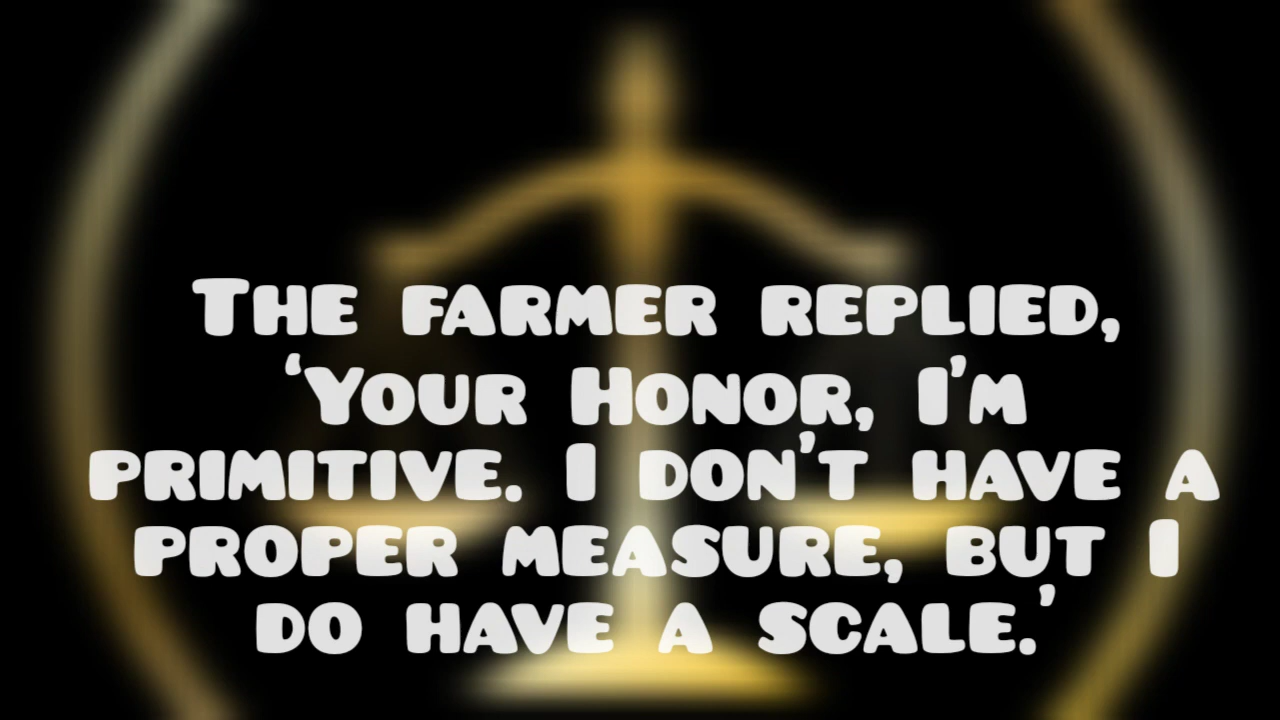 The farmer replied,
‘Your Honor, I’m
primitive. I don’t have a
proper measure, but I
do have a scale.’